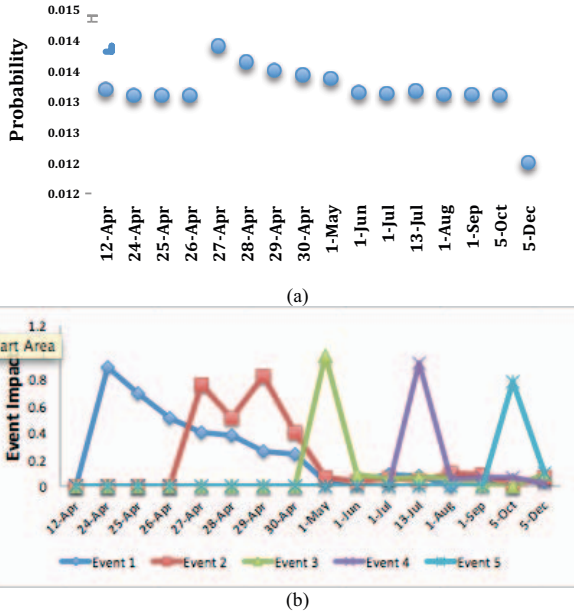 0.015
0.014
0.014
0.013
0.013
0.012
0.012
Probability
12-Apr
24-Apr
25-Apr
26-Apr
27-Apr
28-Apr
29-Apr
30-Apr
1-May
1-Jun
1-Jul
13-Jul
1-Aug
1-Sep
5-Oct
5-Dec
(a)
1.2
art Area
0.8
0.6
0.4
0.2
0
Event Impac
12-Apr
24-Apr
25-Apr
26-Apr
27-Apr
28-Apr
29-Apr
30-Apr
1-May
1-Jun
1-Jul
13-Jul
1-Aug
1-Sep
5-Oct
5-Dec
Event 1 Event 2 Event 3 Event 4 Event 5
(b)